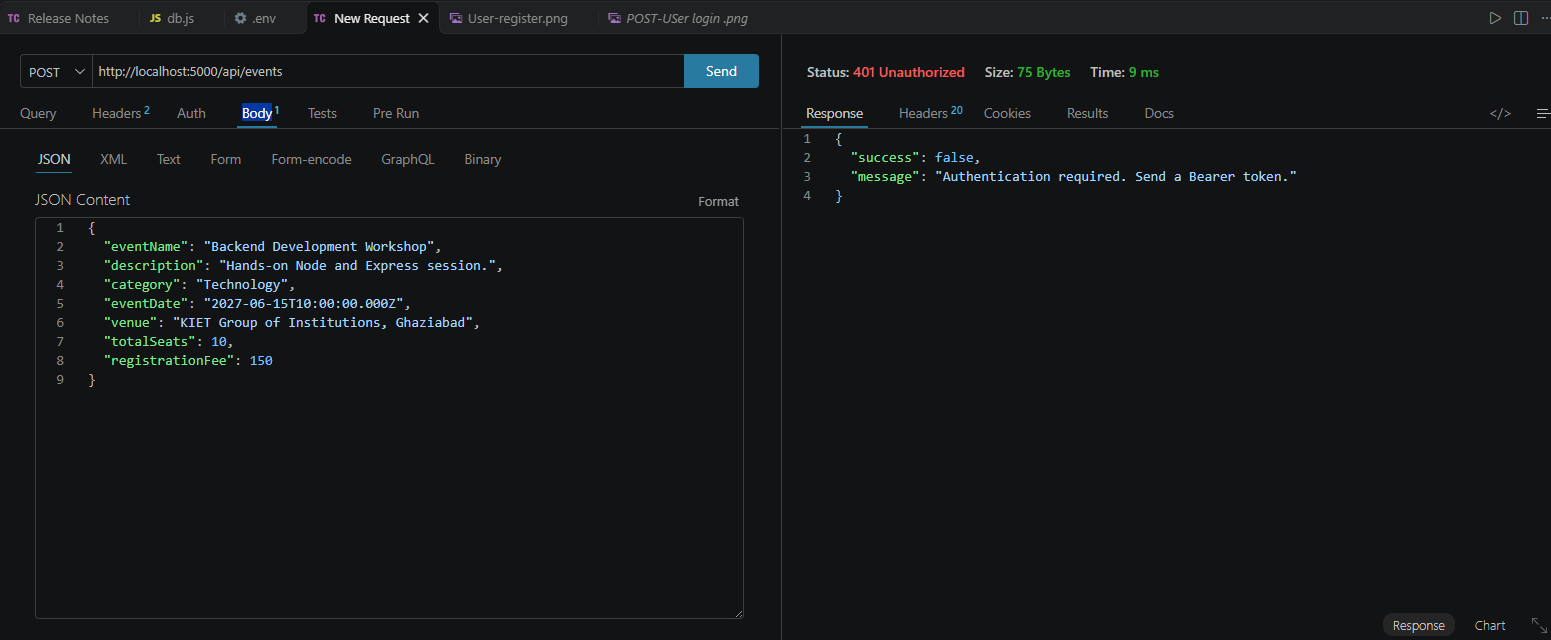 TC Release Notes JS db.js .env TC New Request User-register.png POST-USer login .png
POST http://localhost:5000/api/events Send
Query Headers 2 Auth Body 1 Tests Pre Run
JSON XML Text Form Form-encode GraphQL Binary
JSON Content Format
1 {
2 "eventName": "Backend Development Workshop",
3 "description": "Hands-on Node and Express session.",
4 "category": "Technology",
5 "eventDate": "2027-06-15T10:00:00.000Z",
6 "venue": "KIET Group of Institutions, Ghaziabad",
7 "totalSeats": 10,
8 "registrationFee": 150
9 }
Status: 401 Unauthorized Size: 75 Bytes Time: 9 ms
Response Headers 20 Cookies Results Docs </>
1 {
2 "success": false,
3 "message": "Authentication required. Send a Bearer token."
4 }
Response Chart